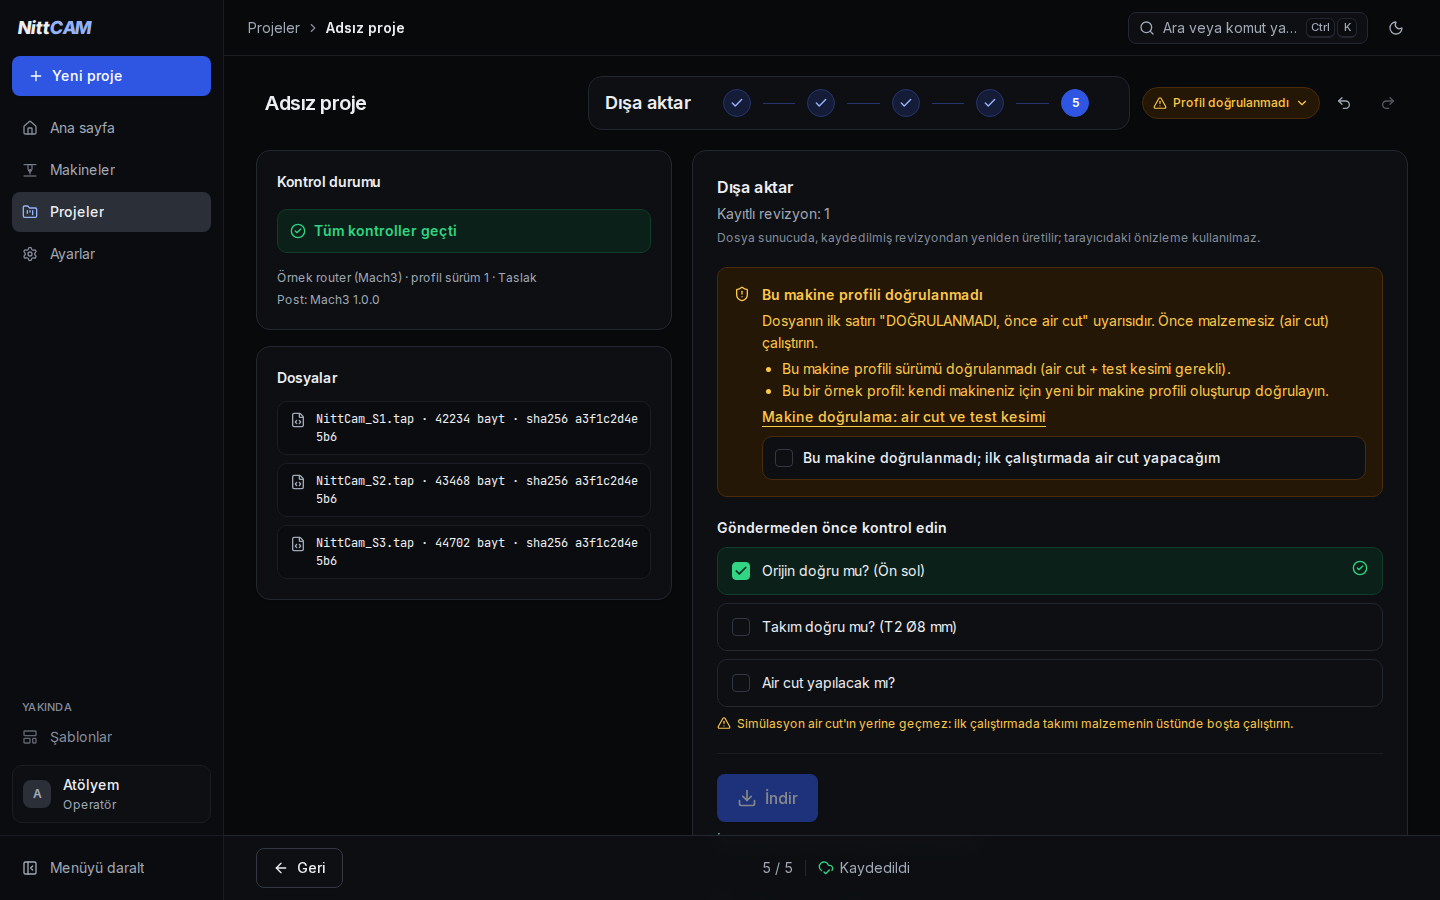 NittCAM
Yeni proje
Ana sayfa
Makineler
Projeler
Ayarlar
YAKINDA
Şablonlar
A
Atölyem
Operatör
Menüyü daralt
Projeler
Adsız proje
Ara veya komut ya...
Ctrl
K
Adsız proje
Dışa aktar
5
Profil doğrulanmadı
Kontrol durumu
Tüm kontroller geçti
Örnek router (Mach3) · profil sürüm 1 · Taslak
Post: Mach3 1.0.0
Dosyalar
NittCam_S1.tap · 42234 bayt · sha256 a3f1c2d4e
5b6
NittCam_S2.tap · 43468 bayt · sha256 a3f1c2d4e
5b6
NittCam_S3.tap · 44702 bayt · sha256 a3f1c2d4e
5b6
Dışa aktar
Kayıtlı revizyon: 1
Dosya sunucuda, kaydedilmiş revizyondan yeniden üretilir; tarayıcıdaki önizleme kullanılmaz.
Bu makine profili doğrulanmadı
Dosyanın ilk satırı "DOĞRULANMADI, önce air cut" uyarısıdır. Önce malzemesiz (air cut)
çalıştırın.
• Bu makine profili sürümü doğrulanmadı (air cut + test kesimi gerekli).
• Bu bir örnek profil: kendi makineniz için yeni bir makine profili oluşturup doğrulayın.
Makine doğrulama: air cut ve test kesimi
Bu makine doğrulanmadı; ilk çalıştırmada air cut yapacağım
Göndermeden önce kontrol edin
Orijin doğru mu? (Ön sol)
Takım doğru mu? (T2 Ø8 mm)
Air cut yapılacak mı?
Simülasyon air cut'ın yerine geçmez: ilk çalıştırmada takımı malzemenin üstünde boşta çalıştırın.
İndir
Geri
5 / 5
Kaydedildi